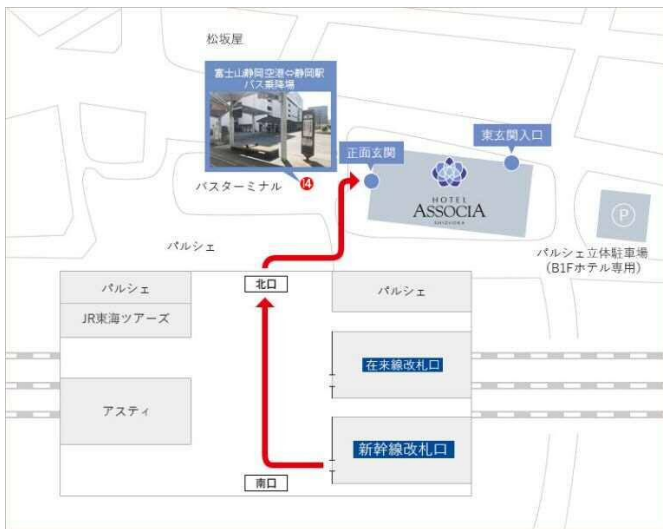 松坂屋
富士山静岡空港⇔静岡駅
バス乗降場
東玄関入口
正面玄関
バスターミナル
14
HOTEL
ASSOCIA
SHIZUOKA
P
パルシェ
パルシェ立体駐車場
(B1Fホテル専用)
パルシェ
北口
パルシェ
JR東海ツアーズ
在来線改札口
アスティ
新幹線改札口
南口